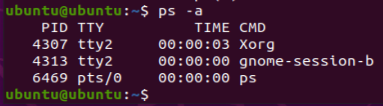 ubuntu@ubuntu:~$ ps -a
    PID TTY          TIME CMD
   4307 tty2     00:00:03 Xorg
   4313 tty2     00:00:00 gnome-session-b
   6469 pts/0    00:00:00 ps
ubuntu@ubuntu:~$